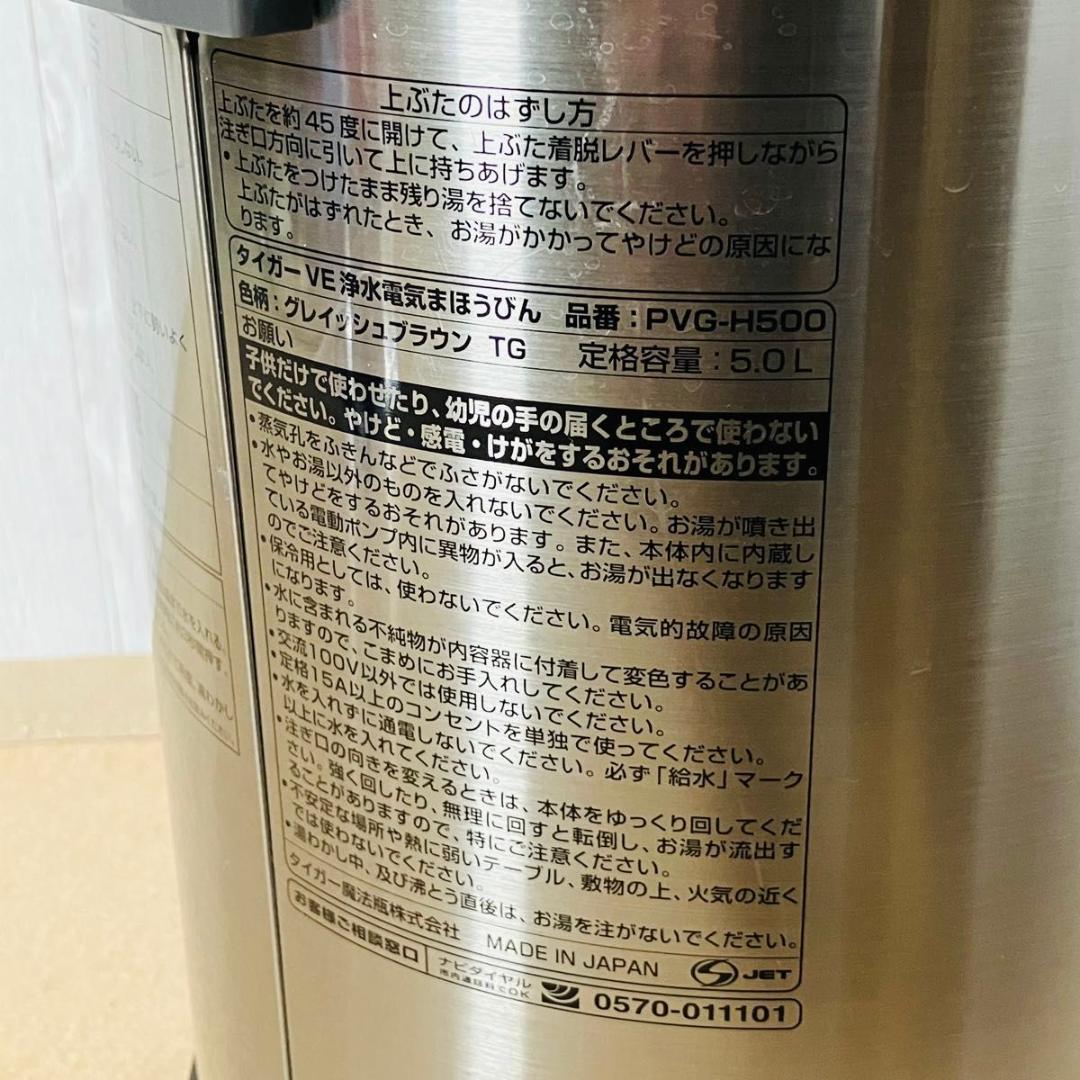 上ぶたのはずし方
上ぶたを約45度に開けて、上ぶた着脱レバーを押しながら
注ぎ口方向に引いて上に持ちあげます。
・上ぶたをつけたまま残り湯を捨てないでください。
上ぶたがはずれたとき、お湯がかかってやけどの原因にな
ります。
タイガーVE浄水電気まほうびん 品番：PVG-H500
色柄：グレイッシュブラウン TG 定格容量：5.0L
お願い
子供だけで使わせたり、幼児の手の届くところで使わない
でください。やけど・感電・けがをするおそれがあります。
・蒸気孔をふきんなどでふさがないでください。
・水やお湯以外のものを入れないでください。お湯が噴き出
てやけどをするおそれがあります。また、本体内に内蔵し
ている電動ポンプ内に異物が入ると、お湯が出なくなります
のでご注意ください。
・保冷用としては、使わないでください。電気的故障の原因
になります。
・水に含まれる不純物が内容器に付着して変色することがあ
りますので、こまめにお手入れしてください。
・交流100V以外では使用しないでください。
・定格15A以上のコンセントを単独で使ってください。
・水を入れずに通電しないでください。必ず「給水」マーク
以上に水を入れてください。
・注ぎ口の向きを変えるときは、本体をゆっくり回してくだ
さい。強く回したり、無理に回すと転倒し、お湯が流出す
ることがありますので、特にご注意ください。
・不安定な場所や熱に弱いテーブル、敷物の上、火気の近く
では使わないでください。
・湯わかし中、及び沸とう直後は、お湯を注がないでください。
タイガー魔法瓶株式会社 MADE IN JAPAN JET
お客様ご相談窓口 ナビダイヤル
市内通話料でOK 0570-011101